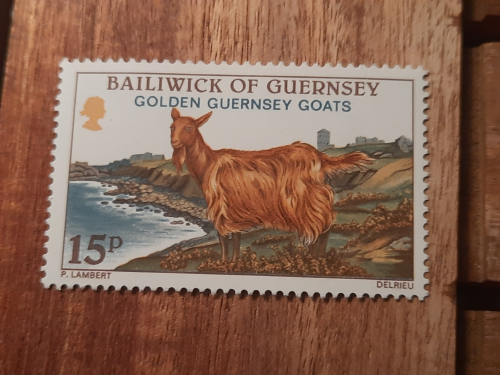 BAILIWICK OF GUERNSEY
GOLDEN GUERNSEY GOATS
15p
P. LAMBERT
DELRIEU